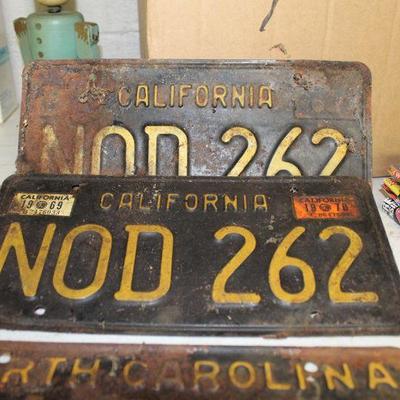 CALIFORNIA
NOD 262
CALIFORNIA
CALIFORNIA
CALIFORNIA
19 69
19 70
NOD 262
RTH CAROLINA